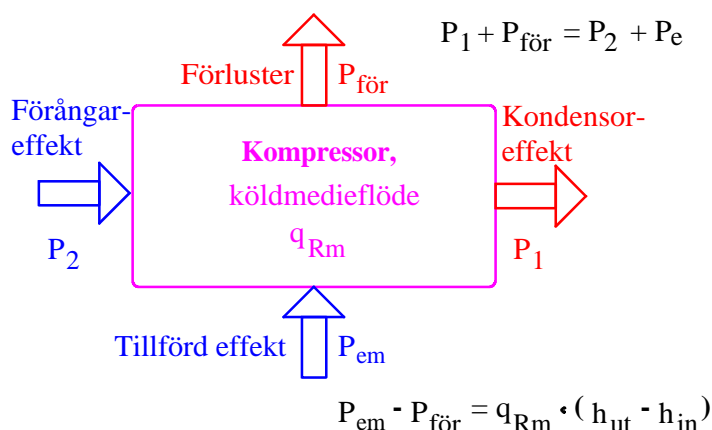 P₁ + Pför = P₂ + Pe
Förluster Pför
Förångar-
effekt
Kondensor-
effekt
Kompressor,
köldmedieflöde
qRm
P₂
P₁
Tillförd effekt Pem
Pem - Pför = qRm · (hut - hin)